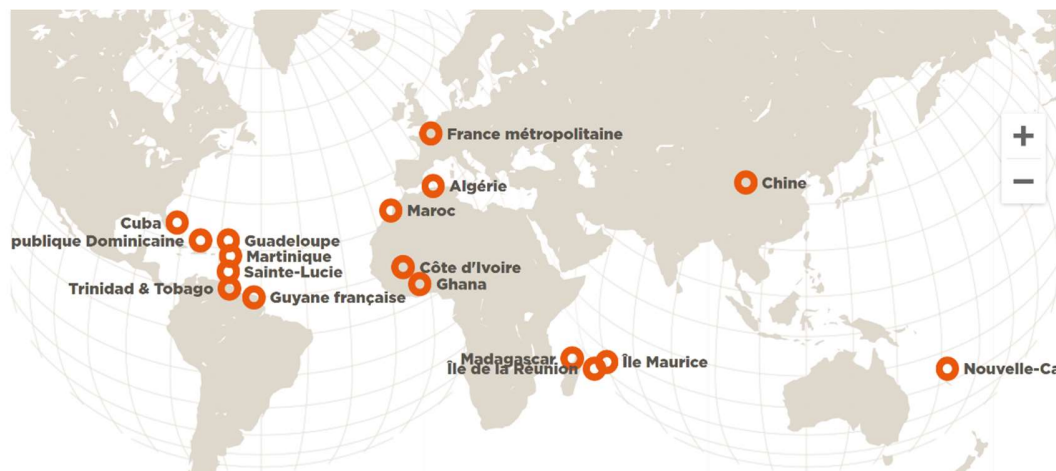 France métropolitaine
Algérie
Chine
Maroc
Cuba
publique Dominicaine
Guadeloupe
Martinique
Sainte-Lucie
Côte d'Ivoire
Ghana
Trinidad & Tobago
Guyane française
Madagascar
Île Maurice
Île de la Réunion
Nouvelle-Ca
+
−